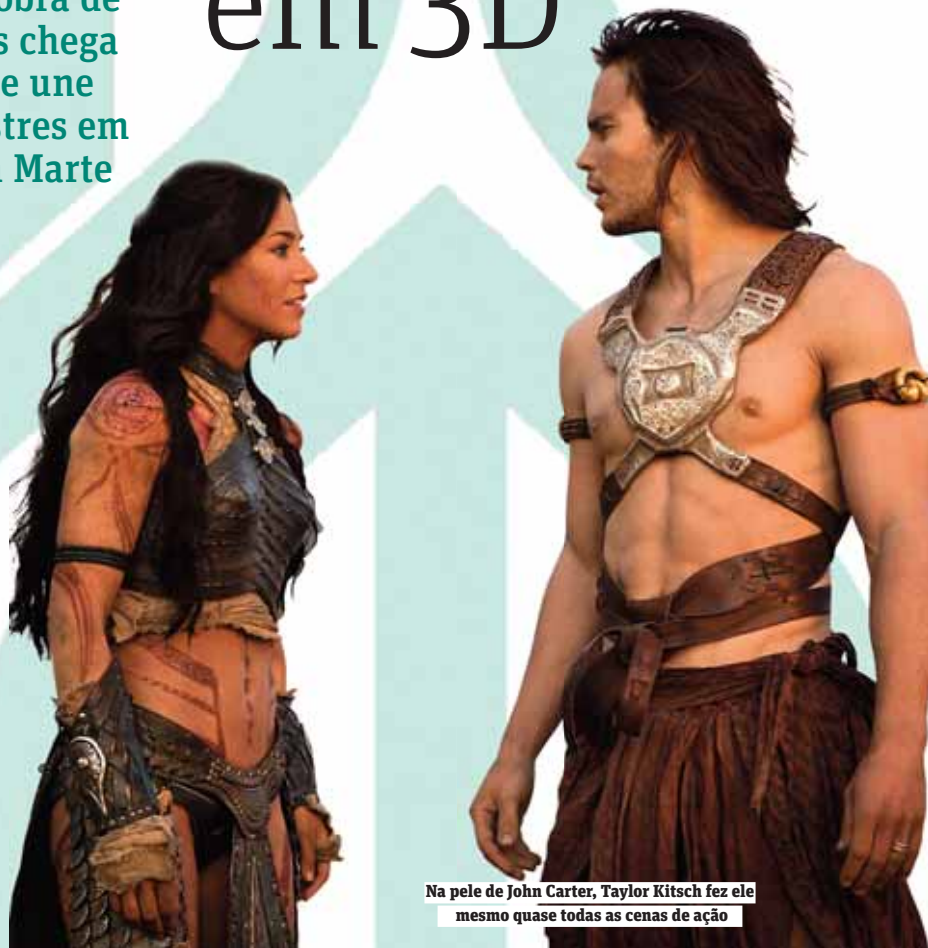 obra de
s chega
e une
stres em
Marte
em 3D
Na pele de John Carter, Taylor Kitsch fez ele
mesmo quase todas as cenas de ação